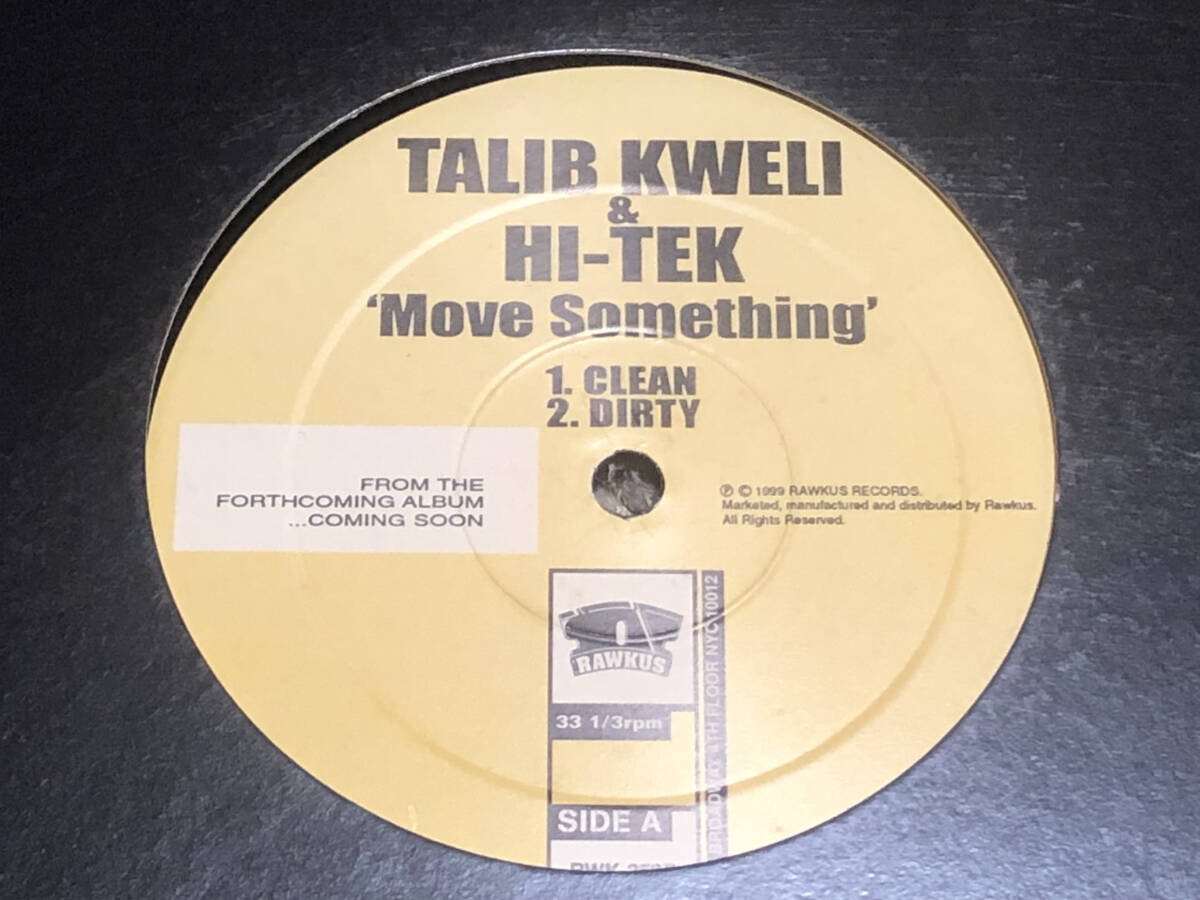 TALIB KWELI
&
HI-TEK
‘Move Something’
1. CLEAN
2. DIRTY
FROM THE
FORTHCOMING ALBUM
...COMING SOON
℗ © 1999 RAWKUS RECORDS.
Marketed, manufactured and distributed by Rawkus.
All Rights Reserved.
RAWKUS
33 1/3rpm
SIDE A
BROADWAY 4TH FLOOR NYC 10012